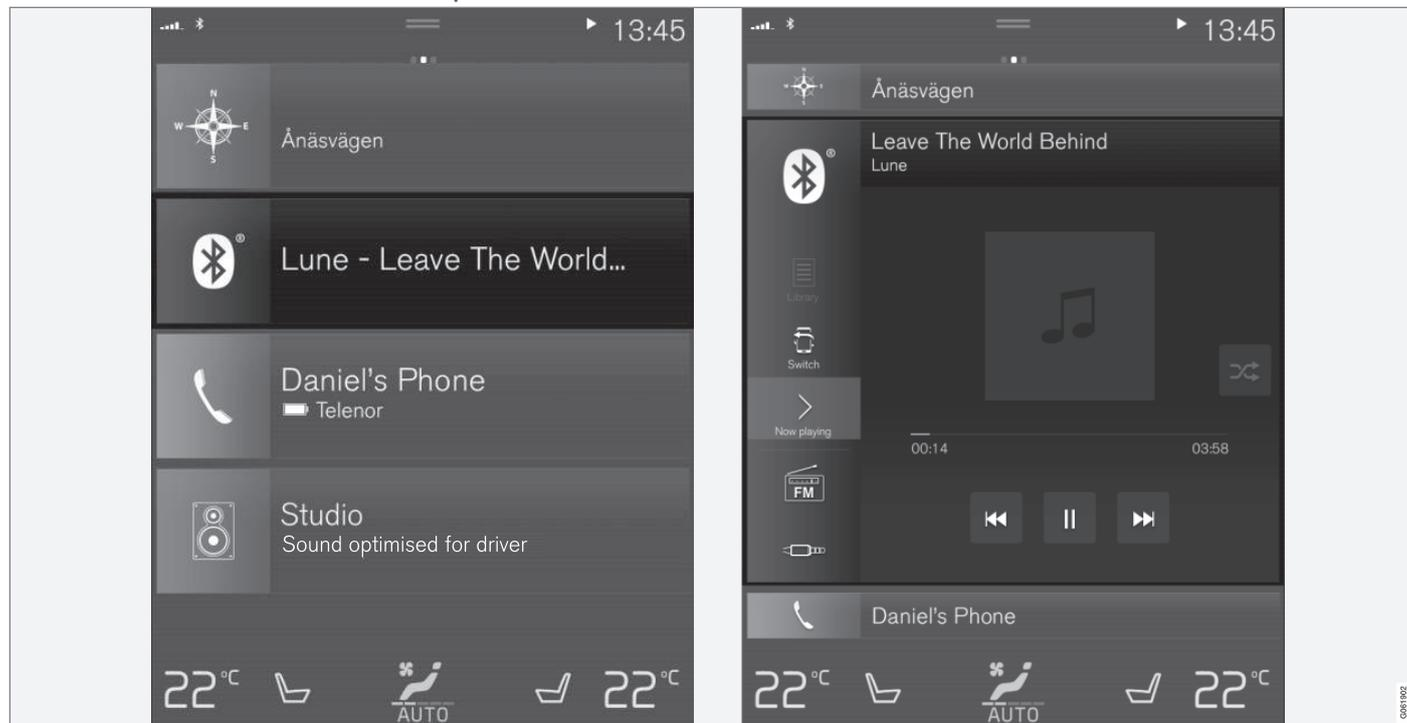 13:45
N
W E
S
Ånäsvägen
®
Lune - Leave The World...
Daniel's Phone
Telenor
Studio
Sound optimised for driver
22°C
AUTO
22°C
13:45
N
W E
S
Ånäsvägen
®
Leave The World Behind
Lune
Library
Switch
Now playing
00:14 03:58
FM
Daniel's Phone
22°C
AUTO
22°C
G061902